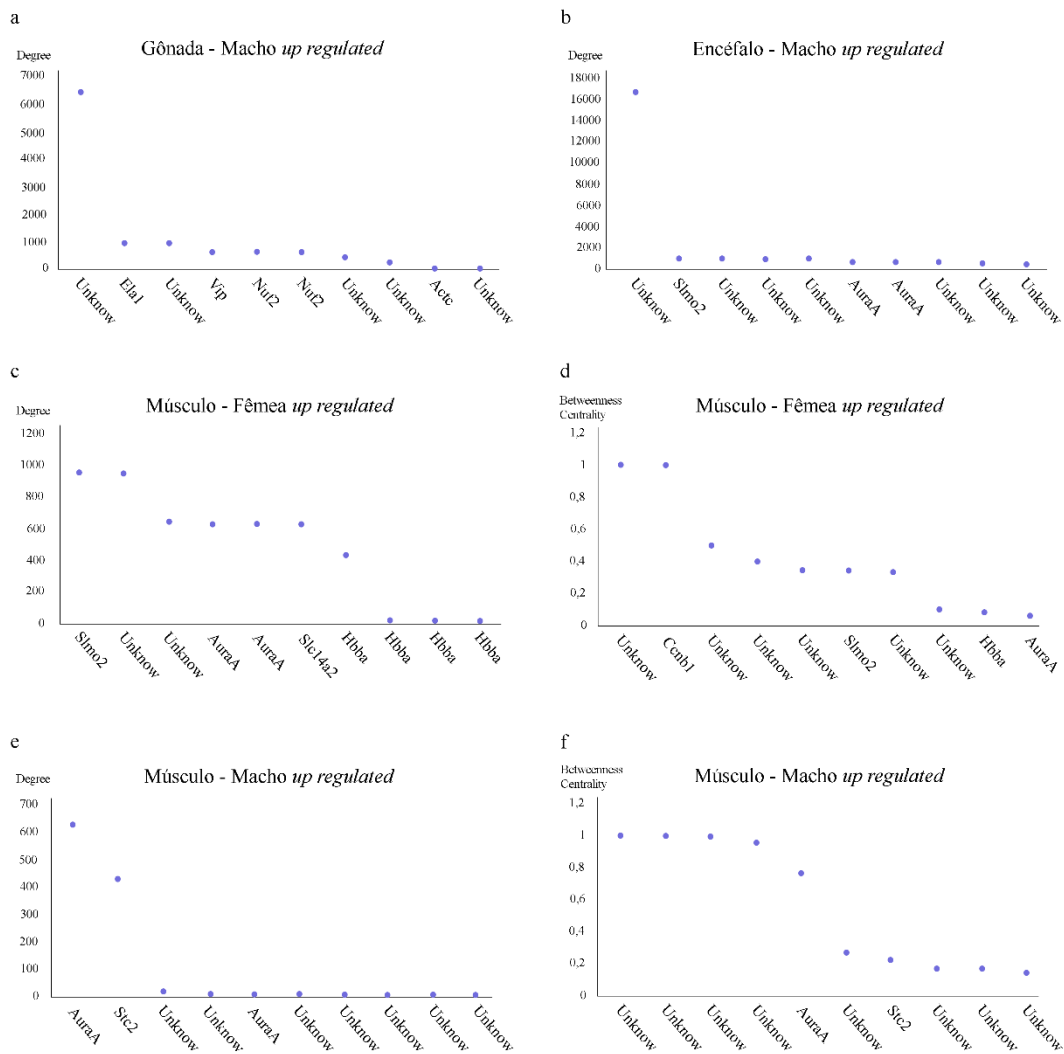 a
Gônada - Macho up regulated
Degree
7000
6000
5000
4000
3000
2000
1000
0
Unknow
Ela1
Unknow
Vip
Nut2
Nut2
Unknow
Unknow
Actc
Unknow
b
Encéfalo - Macho up regulated
Degree
18000
16000
14000
12000
10000
8000
6000
4000
2000
0
Unknow
Slmo2
Unknow
Unknow
Unknow
AuraA
AuraA
Unknow
Unknow
Unknow
c
Músculo - Fêmea up regulated
Degree
1200
1000
800
600
400
200
0
Slmo2
Unknow
Unknow
AuraA
AuraA
Slc14a2
Hbba
Hbba
Hbba
Hbba
d
Músculo - Fêmea up regulated
Betweenness
Centrality
1,2
1
0,8
0,6
0,4
0,2
0
Unknow
Ccnb1
Unknow
Unknow
Unknow
Slmo2
Unknow
Unknow
Hbba
AuraA
e
Músculo - Macho up regulated
Degree
700
600
500
400
300
200
100
0
AuraA
Stc2
Unknow
Unknow
AuraA
Unknow
Unknow
Unknow
Unknow
Unknow
f
Músculo - Macho up regulated
Betweenness
Centrality
1,2
1
0,8
0,6
0,4
0,2
0
Unknow
Unknow
Unknow
Unknow
AuraA
Unknow
Stc2
Unknow
Unknow
Unknow